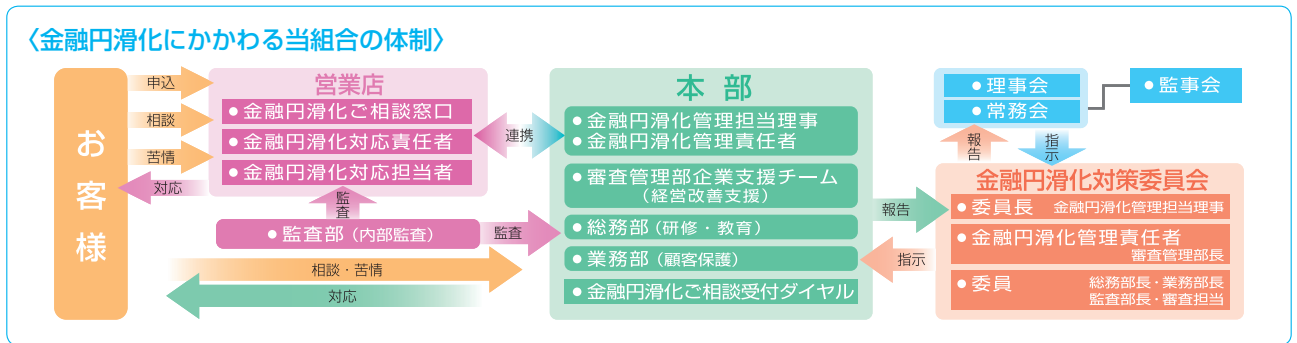 〈金融円滑化にかかわる当組合の体制〉
お客様
申込
相談
苦情
対応
営業店
●金融円滑化ご相談窓口
●金融円滑化対応責任者
●金融円滑化対応担当者
監査
●監査部（内部監査）
監査
連携
相談・苦情
対応
本部
●金融円滑化管理担当理事
●金融円滑化管理責任者
●審査管理部企業支援チーム
（経営改善支援）
●総務部（研修・教育）
●業務部（顧客保護）
●金融円滑化ご相談受付ダイヤル
報告
指示
●理事会
●常務会
●監事会
報告
指示
金融円滑化対策委員会
●委員長 金融円滑化管理担当理事
●金融円滑化管理責任者
審査管理部長
●委員 総務部長・業務部長
監査部長・審査担当